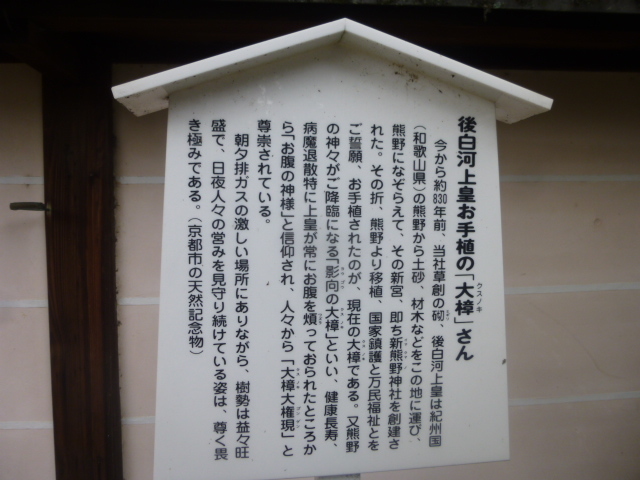 後白河上皇お手植の「大樟」さん
クスノキ
今から約830年前、当社草創の砌、後白河上皇は紀州国
(和歌山県)の熊野から土砂、材木などをこの地に運び、
熊野になぞらえて、その新宮、即ち新熊野神社を創建さ
れた。その折、熊野より移植、国家鎮護と万民福祉とを
ご誓願、お手植されたのが、現在の大樟である。又熊野
の神々がご降臨になる「影向の大樟」といい、健康長寿、
病魔退散特に上皇が常にお腹を煩っておられたところか
ら「お腹の神様」と信仰され、人々から「大樟大権現」と
尊崇されている。
朝夕排ガスの激しい場所にありながら、樹勢は益々旺
盛で、日夜人々の営みを見守り続けている姿は、尊く畏
き極みである。(京都市の天然記念物)